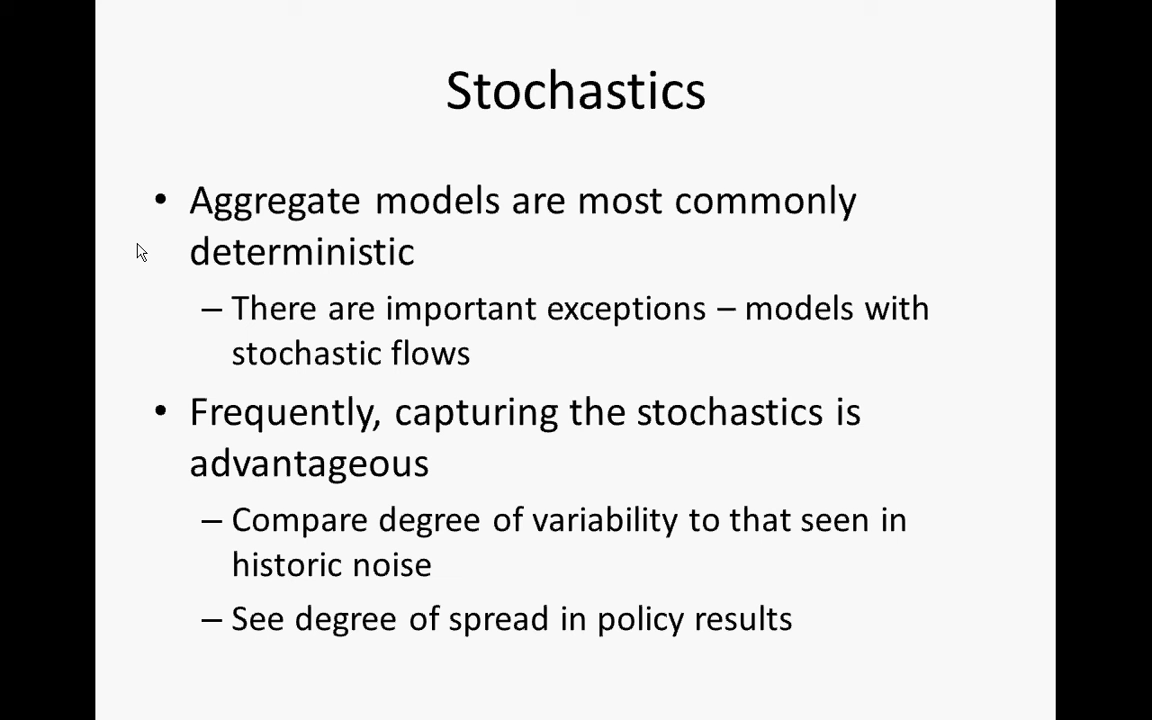 Stochastics
• Aggregate models are most commonly
deterministic
– There are important exceptions – models with
stochastic flows
• Frequently, capturing the stochastics is
advantageous
– Compare degree of variability to that seen in
historic noise
– See degree of spread in policy results